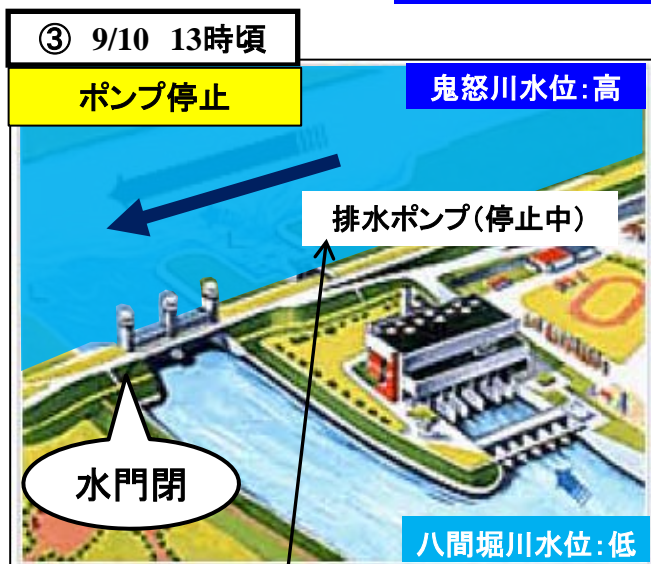 ③ 9/10 13時頃
ポンプ停止
鬼怒川水位:高
排水ポンプ(停止中)
水門閉
八間堀川水位:低